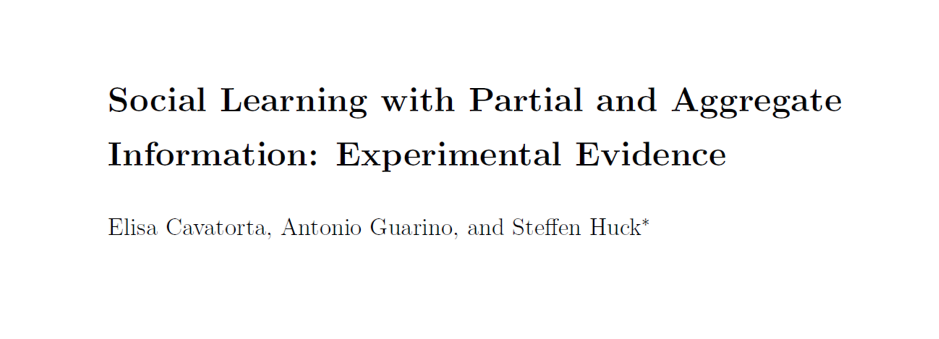 Social Learning with Partial and Aggregate
Information: Experimental Evidence
Elisa Cavatorta, Antonio Guarino, and Steffen Huck*